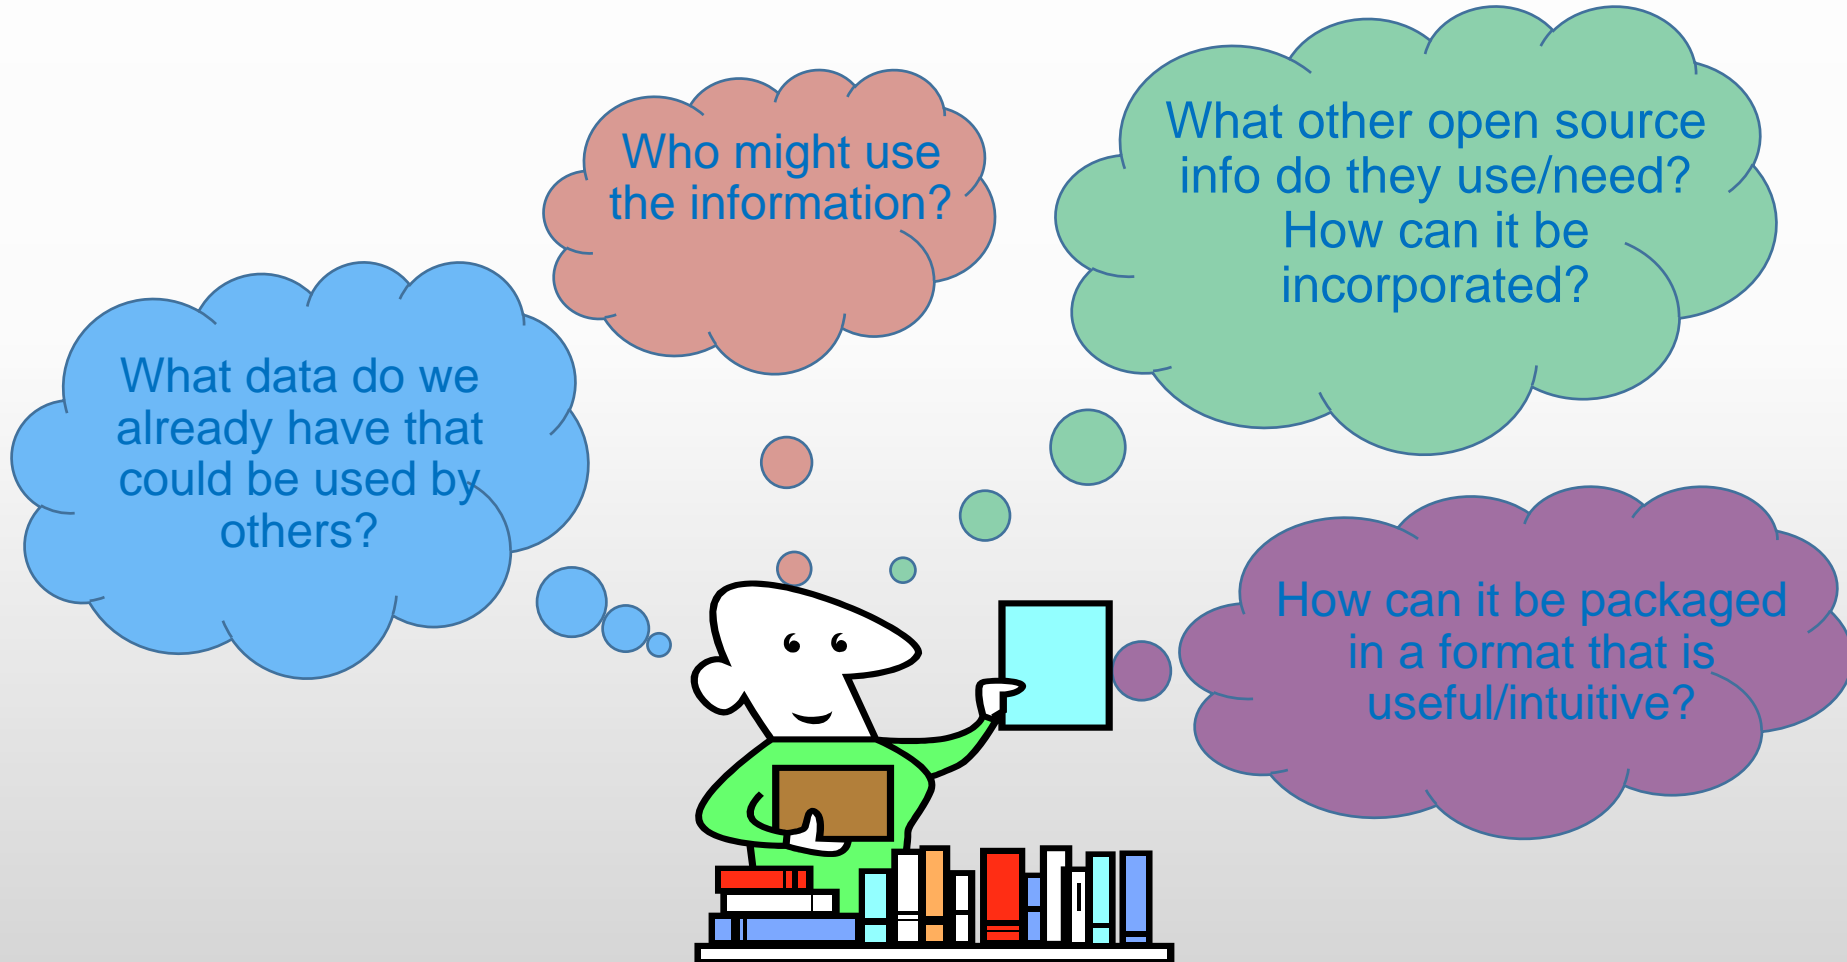 What data do we
already have that
could be used by
others?
Who might use
the information?
What other open source
info do they use/need?
How can it be
incorporated?
How can it be packaged
in a format that is
useful/intuitive?